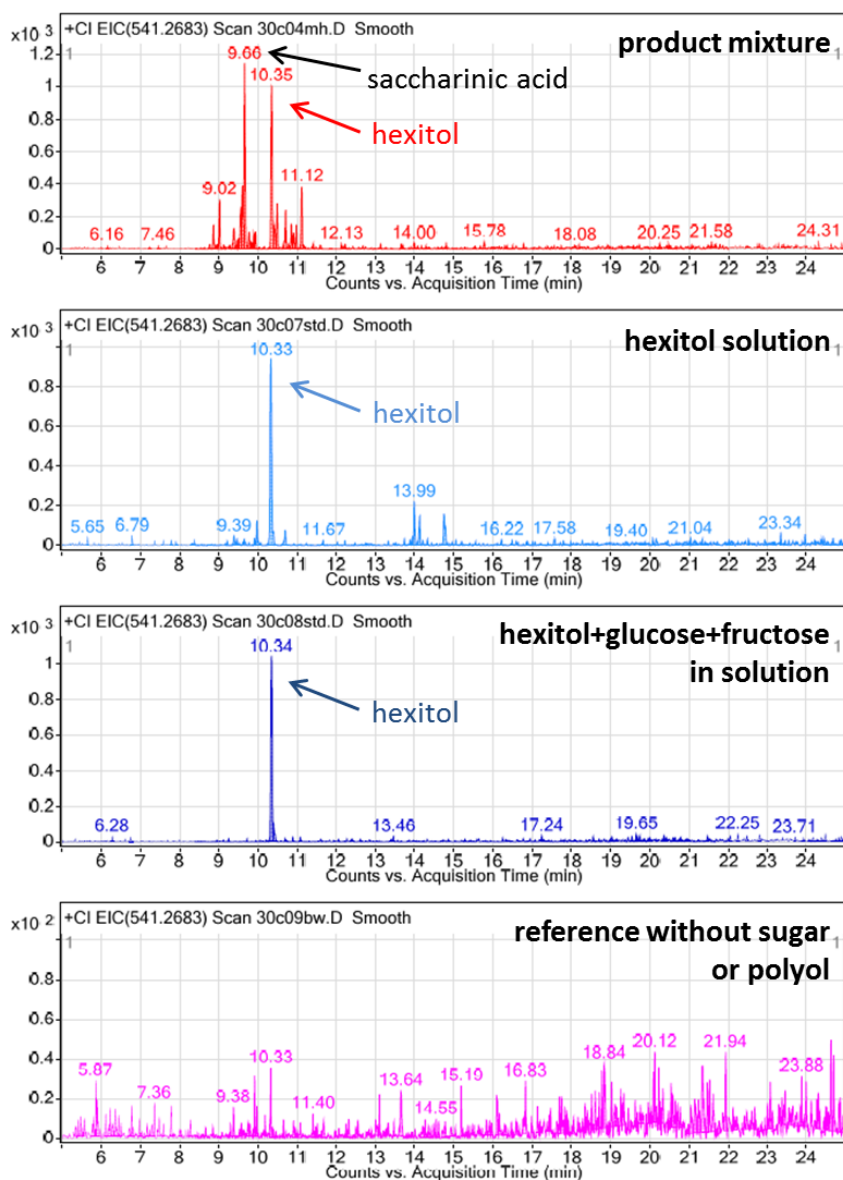 x10 3
+CI EIC(541.2683) Scan 30c04mh.D Smooth
product mixture
1 1
1.2
1
0.8
0.6
0.4
0.2
0
9.66
saccharinic acid
10.35
hexitol
11.12
9.02
6.16 7.46 12.13 14.00 15.78 18.08 20.25 21.58 24.31
6 7 8 9 10 11 12 13 14 15 16 17 18 19 20 21 22 23 24
Counts vs. Acquisition Time (min)
x10 3
+CI EIC(541.2683) Scan 30c07std.D Smooth
hexitol solution
1 1
0.8
0.6
0.4
0.2
0
10.33
hexitol
13.99
5.65 6.79 9.39 11.67 16.22 17.58 19.40 21.04 23.34
6 7 8 9 10 11 12 13 14 15 16 17 18 19 20 21 22 23 24
Counts vs. Acquisition Time (min)
x10 3
+CI EIC(541.2683) Scan 30c08std.D Smooth
hexitol+glucose+fructose
in solution
1 1
1
0.8
0.6
0.4
0.2
0
10.34
hexitol
6.28 13.46 17.24 19.65 22.25 23.71
6 7 8 9 10 11 12 13 14 15 16 17 18 19 20 21 22 23 24
Counts vs. Acquisition Time (min)
x10 2
+CI EIC(541.2683) Scan 30c09bw.D Smooth
reference without sugar
or polyol
1 1
0.8
0.6
0.4
0.2
0
5.87 7.36 9.38 10.33 11.40 13.64 14.55 15.19 16.83 18.84 20.12 21.94 23.88
6 7 8 9 10 11 12 13 14 15 16 17 18 19 20 21 22 23 24
Counts vs. Acquisition Time (min)